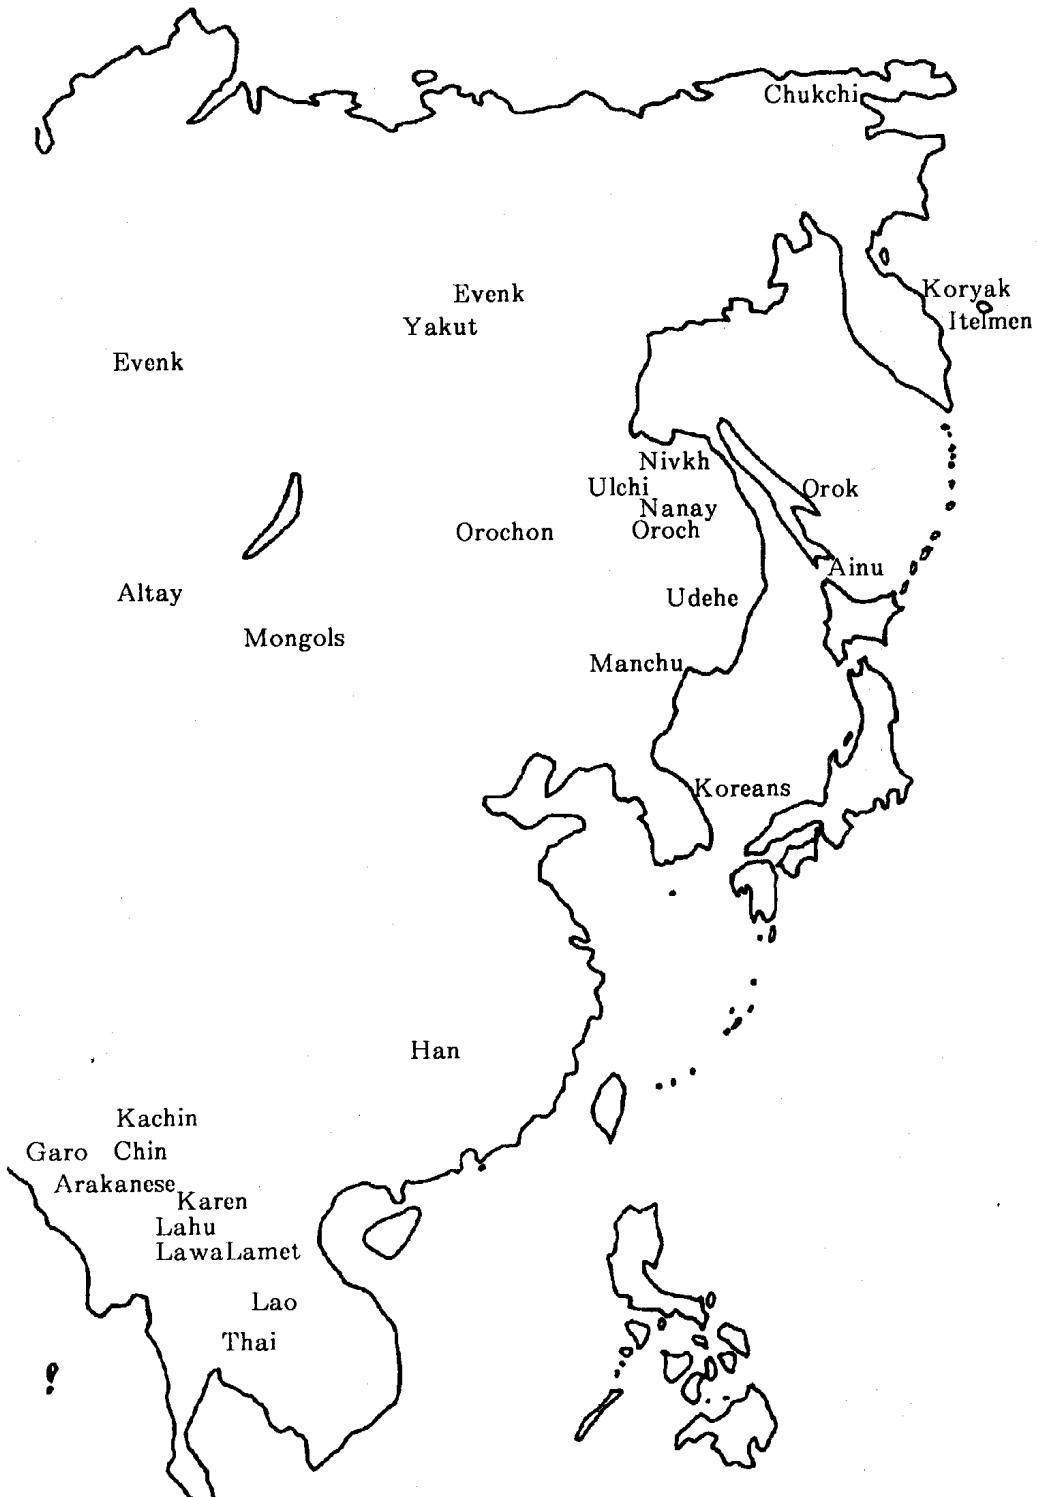 Chukchi
Koryak
Itelmen
Evenk
Yakut
Evenk
Nivkh
Ulchi
Orok
Nanay
Orochon
Oroch
Ainu
Altay
Udehe
Mongols
Manchu
Koreans
Han
Kachin
Garo Chin
Arakanese
Karen
Lahu
LawaLamet
Lao
Thai